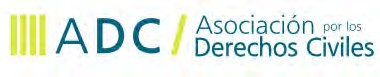 ADC / Asociación por los
Derechos Civiles